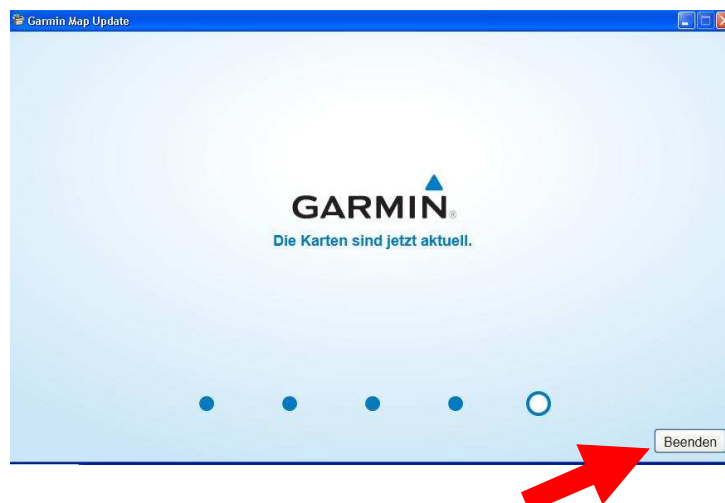 Garmin Map Update
GARMIN®
Die Karten sind jetzt aktuell.
Beenden